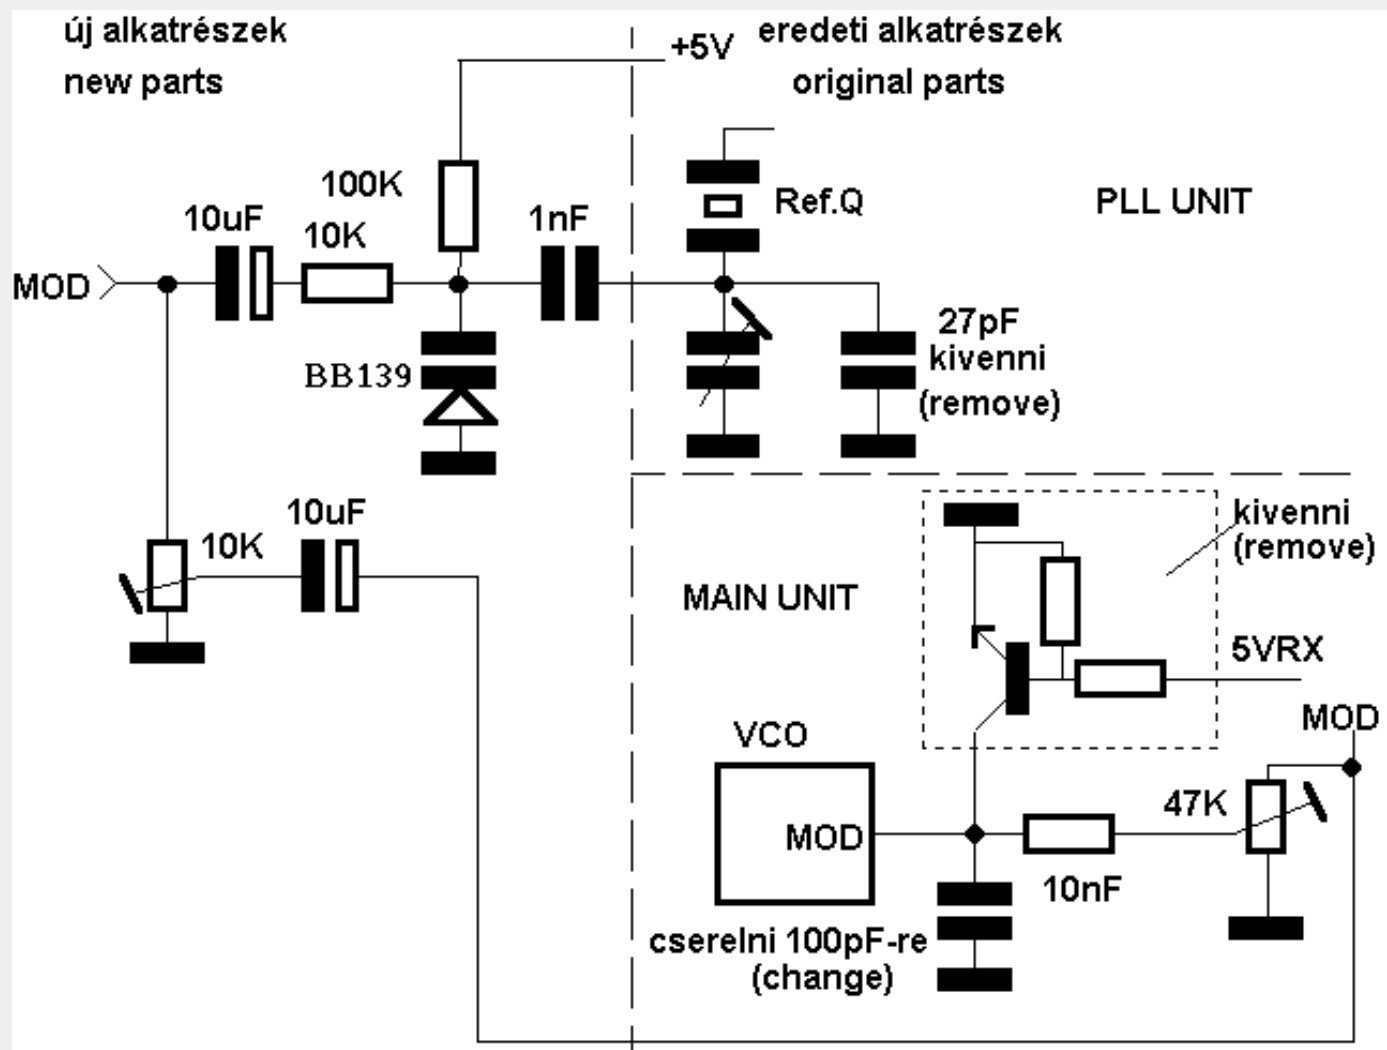 új alkatrészek
new parts
+5V
eredeti alkatrészek
original parts
100K
10uF
10K
1nF
Ref.Q
PLL UNIT
MOD
BB139
27pF
kivenni
(remove)
10uF
10K
kivenni
(remove)
MAIN UNIT
5VRX
MOD
VCO
47K
MOD
10nF
cserelni 100pF-re
(change)